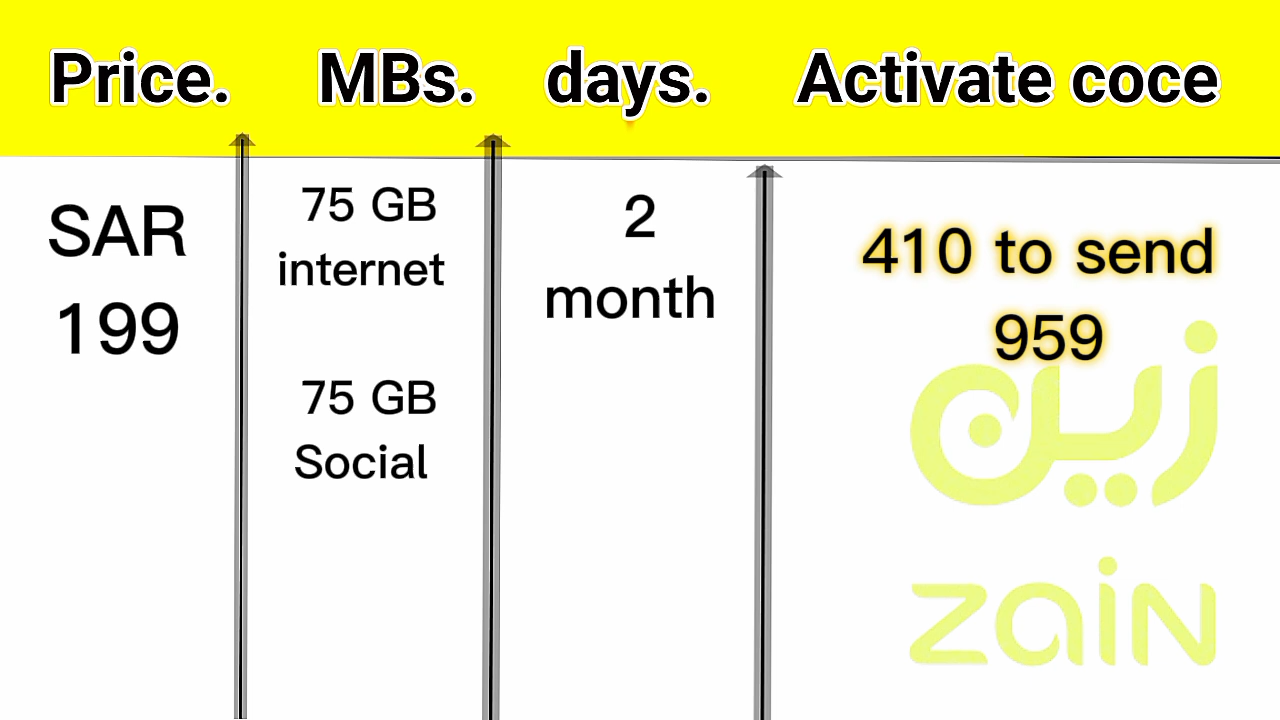 Price. MBs. days. Activate coce
SAR
199
75 GB
internet
75 GB
Social
2
month
410 to send
959
زين
zain